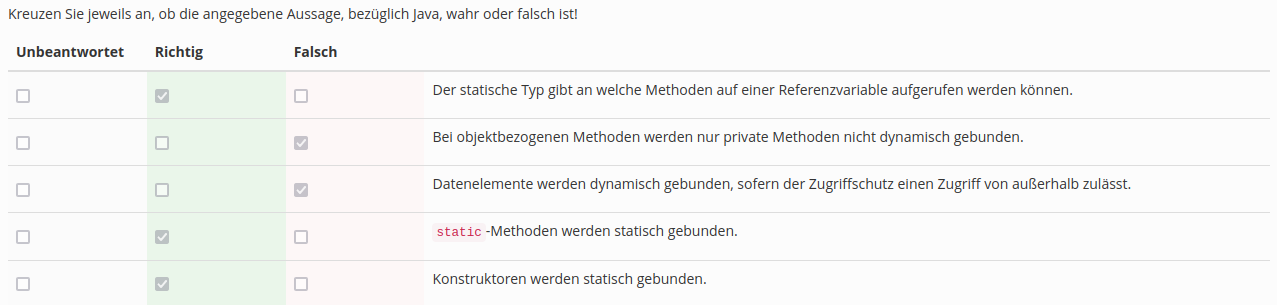 Kreuzen Sie jeweils an, ob die angegebene Aussage, bezüglich Java, wahr oder falsch ist!
Unbeantwortet Richtig Falsch
Der statische Typ gibt an welche Methoden auf einer Referenzvariable aufgerufen werden können.
Bei objektbezogenen Methoden werden nur private Methoden nicht dynamisch gebunden.
Datenelemente werden dynamisch gebunden, sofern der Zugriffschutz einen Zugriff von außerhalb zulässt.
static-Methoden werden statisch gebunden.
Konstruktoren werden statisch gebunden.